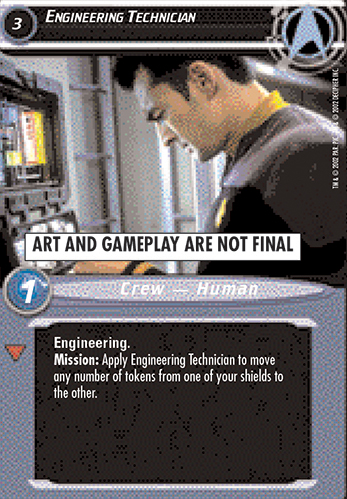 3
ENGINEERING TECHNICIAN
ART AND GAMEPLAY ARE NOT FINAL
1
Crew — Human
Engineering.
Mission: Apply Engineering Technician to move
any number of tokens from one of your shields to
the other.